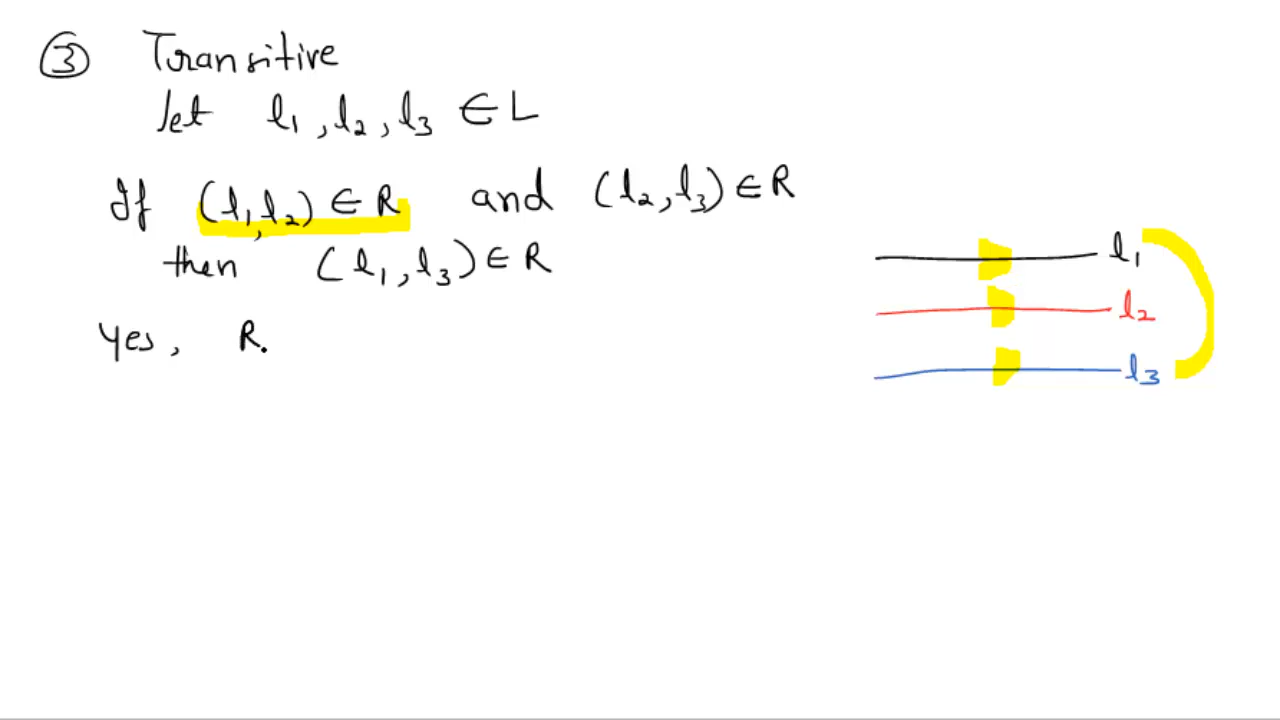 ③ Transitive
let l1, l2, l3 ∈ L
If (l1, l2) ∈ R and (l2, l3) ∈ R
then (l1, l3) ∈ R
Yes, R.
l1
l2
l3